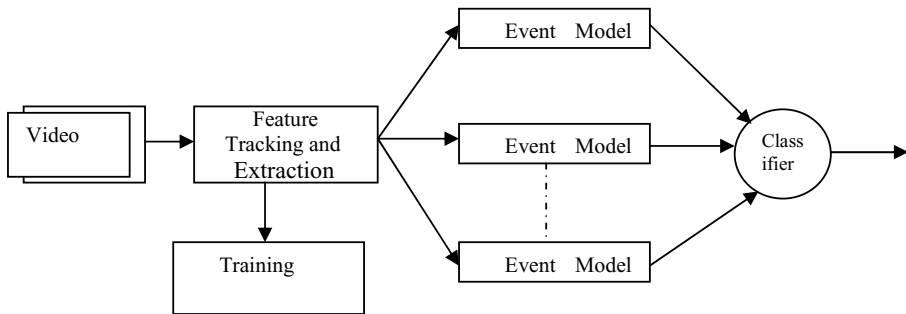 Video
Feature
Tracking and
Extraction
Training
Event Model
Event Model
Event Model
Class
ifier